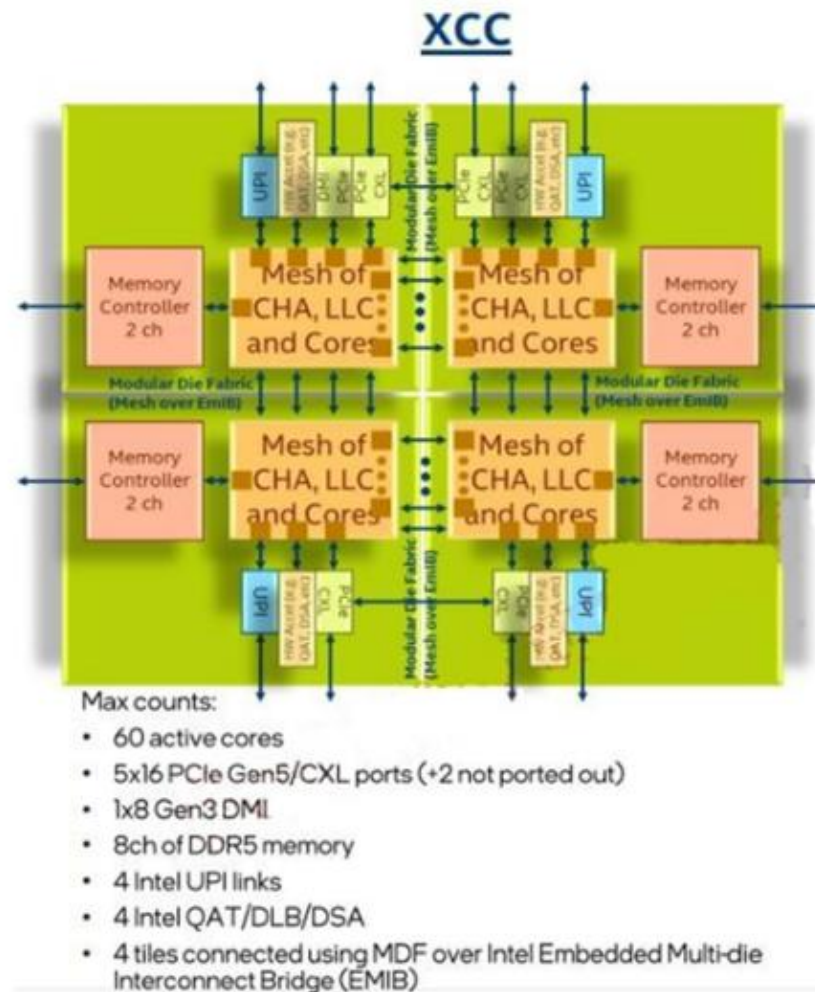 XCC
UPI
HW Accel (e.g.
QAT, DSA, etc)
DMI
PCIe
PCIe
CXL
Modular Die Fabric
(Mesh over EmIB)
PCIe
CXL
PCIe
CXL
HW Accel (e.g.
QAT, DSA, etc)
UPI
Memory
Controller
2 ch
Mesh of
CHA, LLC
and Cores
Mesh of
CHA, LLC
and Cores
Memory
Controller
2 ch
Modular Die Fabric
(Mesh over EmIB)
Modular Die Fabric
(Mesh over EmIB)
Memory
Controller
2 ch
Mesh of
CHA, LLC
and Cores
Mesh of
CHA, LLC
and Cores
Memory
Controller
2 ch
UPI
HW Accel (e.g.
QAT, DSA, etc)
PCIe
CXL
Modular Die Fabric
(Mesh over EmIB)
PCIe
CXL
HW Accel (e.g.
QAT, DSA, etc)
UPI
Max counts:
• 60 active cores
• 5x16 PCIe Gen5/CXL ports (+2 not ported out)
• 1x8 Gen3 DMI
• 8ch of DDR5 memory
• 4 Intel UPI links
• 4 Intel QAT/DLB/DSA
• 4 tiles connected using MDF over Intel Embedded Multi-die
Interconnect Bridge (EMIB)